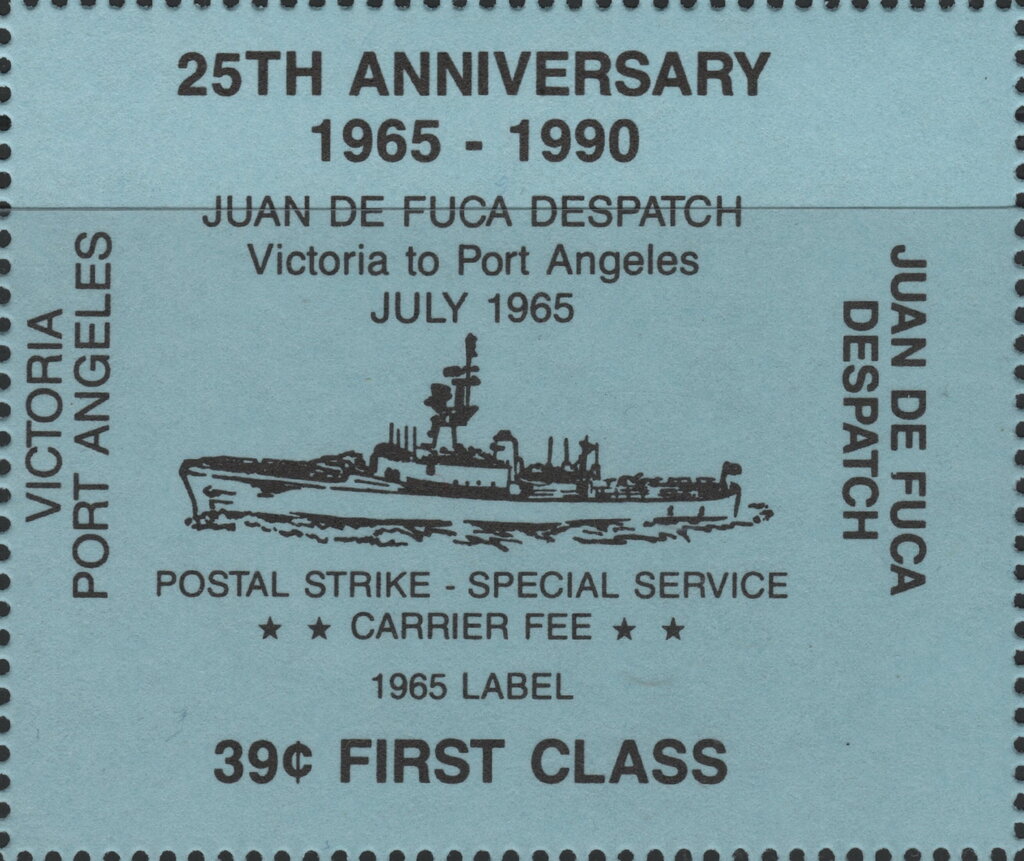 25TH ANNIVERSARY
1965 - 1990
JUAN DE FUCA DESPATCH
Victoria to Port Angeles
JULY 1965
VICTORIA
PORT ANGELES
JUAN DE FUCA
DESPATCH
POSTAL STRIKE - SPECIAL SERVICE
★ ★ CARRIER FEE ★ ★
1965 LABEL
39¢ FIRST CLASS